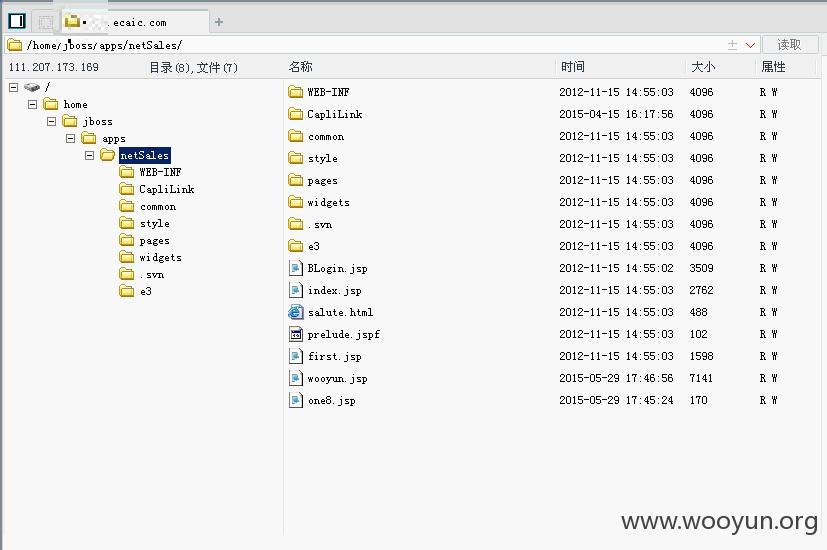 .ecaic.com
/home/jboss/apps/netSales/
读取
111.207.173.169 目录(8),文件(7)
名称 时间 大小 属性
/
home
jboss
apps
netSales
WEB-INF
CapliLink
common
style
pages
widgets
.svn
e3
WEB-INF 2012-11-15 14:55:03 4096 R W
CapliLink 2015-04-15 16:17:56 4096 R W
common 2012-11-15 14:55:03 4096 R W
style 2012-11-15 14:55:03 4096 R W
pages 2012-11-15 14:55:03 4096 R W
widgets 2012-11-15 14:55:03 4096 R W
.svn 2012-11-15 14:55:03 4096 R W
e3 2012-11-15 14:55:03 4096 R W
BLogin.jsp 2012-11-15 14:55:02 3509 R W
index.jsp 2012-11-15 14:55:03 2762 R W
salute.html 2012-11-15 14:55:03 488 R W
prelude.jspf 2012-11-15 14:55:03 102 R W
first.jsp 2012-11-15 14:55:03 1598 R W
wooyun.jsp 2015-05-29 17:46:56 7141 R W
one8.jsp 2015-05-29 17:45:24 170 R W
www.wooyun.org